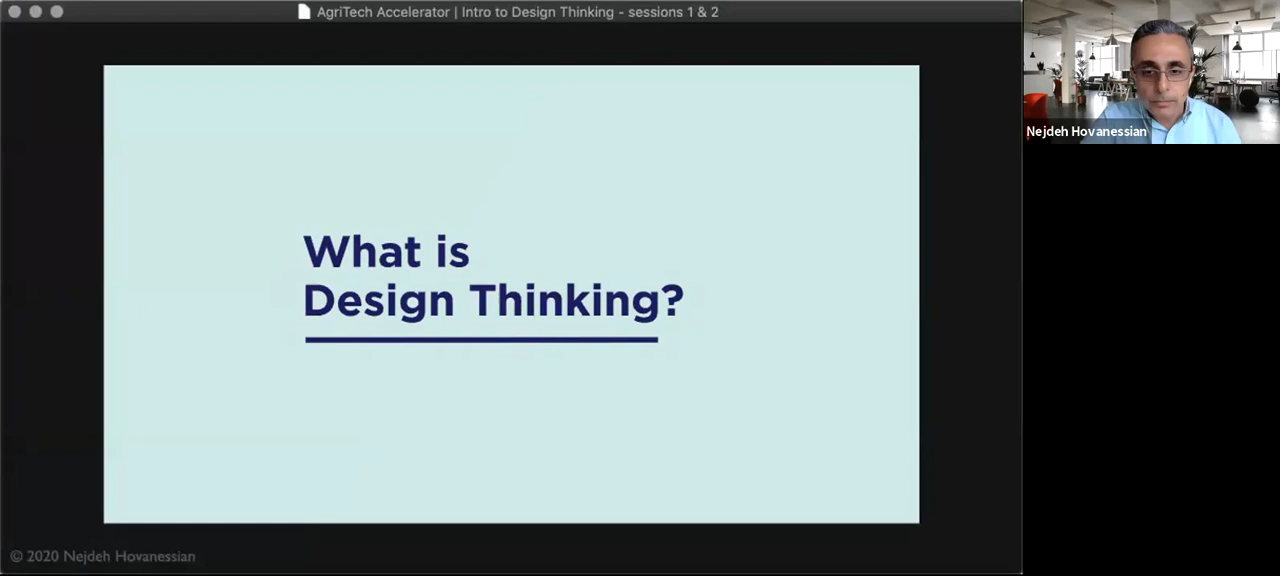 AgriTech Accelerator | Intro to Design Thinking - sessions 1 & 2
What is
Design Thinking?
Nejdeh Hovanessian
© 2020 Nejdeh Hovanessian